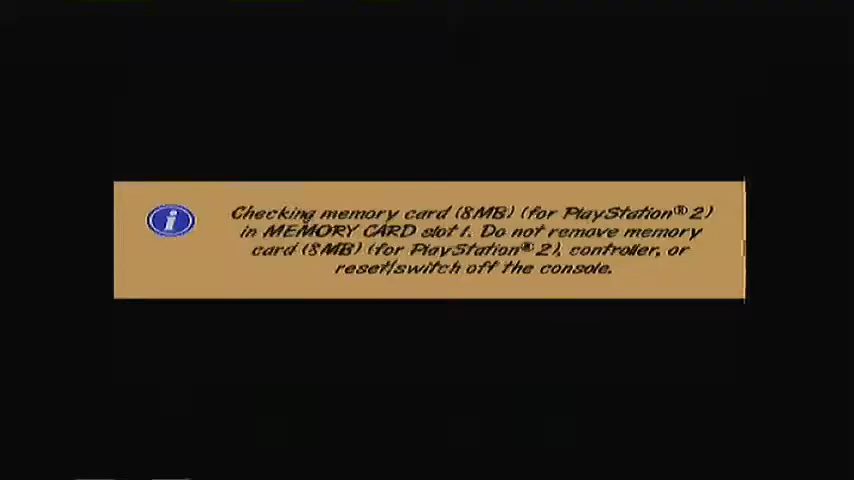 i
Checking memory card (8MB) (for PlayStation® 2)
in MEMORY CARD slot 1. Do not remove memory
card (8MB) (for PlayStation® 2), controller, or
reset/switch off the console.